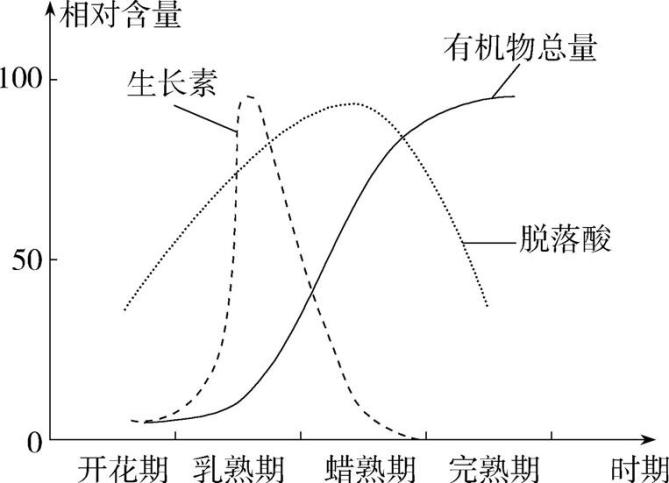 相对含量
有机物总量
100
生长素
脱落酸
50
0
开花期 乳熟期 蜡熟期 完熟期 时期